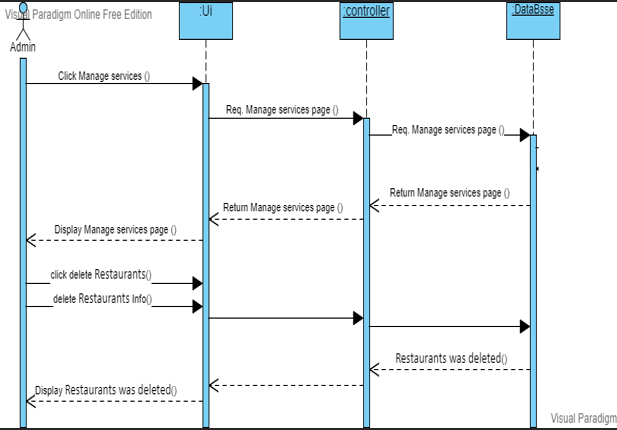 Visual Paradigm Online Free Edition
:Ui
:controller
:DataBsse
Admin
Click Manage services ()
Req. Manage services page ()
Req. Manage services page ()
Return Manage services page ()
Return Manage services page ()
Display Manage services page ()
click delete Restaurants()
delete Restaurants Info()
Restaurants was deleted()
Display Restaurants was deleted()
Visual Paradigm